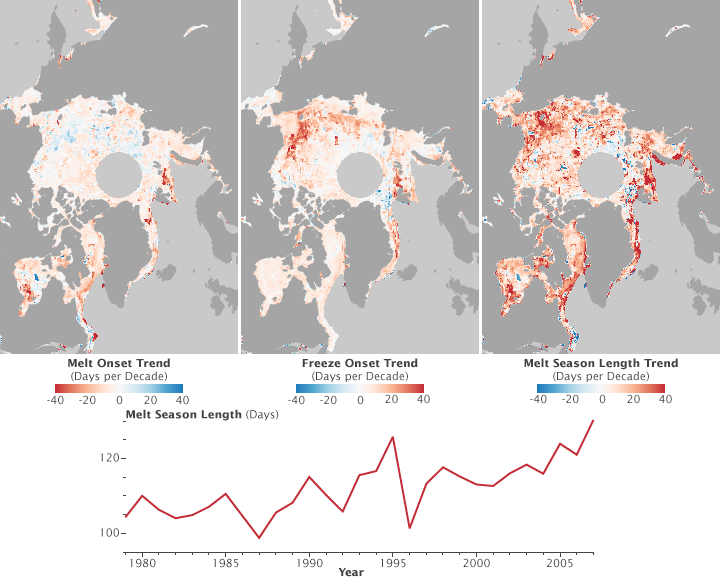 Melt Onset Trend Freeze Onset Trend Melt Season Length Trend
(Days per Decade) (Days per Decade) (Days per Decade)
-40 -20 0 20 40 -40 -20 0 20 40 -40 -20 0 20 40
Melt Season Length (Days)
120
100
1980 1985 1990 1995 2000 2005
Year